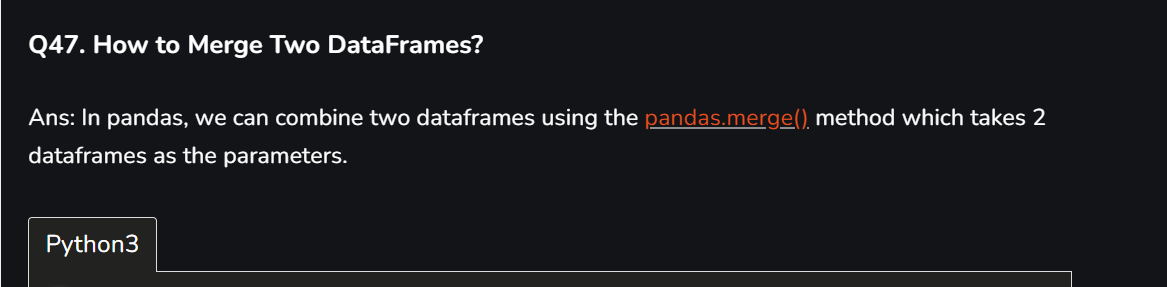 Q47. How to Merge Two DataFrames?
Ans: In pandas, we can combine two dataframes using the pandas.merge() method which takes 2
dataframes as the parameters.
Python3